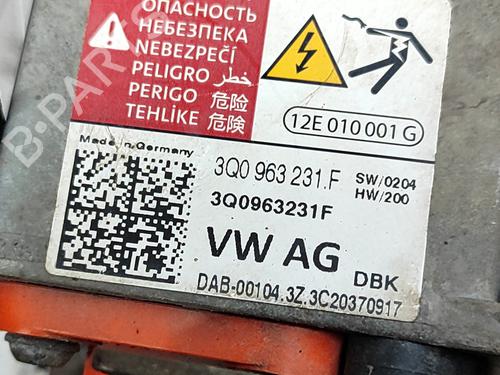 ОПАСНОСТЬ
НЕБЕЗПЕКА
NEBEZPEČÍ
PELIGRO خطر
PERIGO 危险
TEHLİKE 危険
12E 010 001 G
Made in Germany
3Q0 963 231.F SW/0204
HW/200
3Q0963231F
VW AG DBK
DAB-00104.3Z.3C20370917
B-PARTS